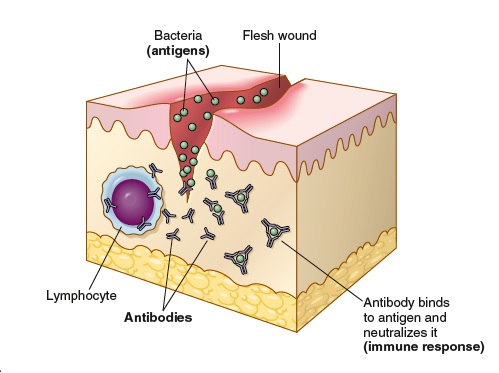 Bacteria
(antigens)
Flesh wound
Lymphocyte
Antibodies
Antibody binds
to antigen and
neutralizes it
(immune response)